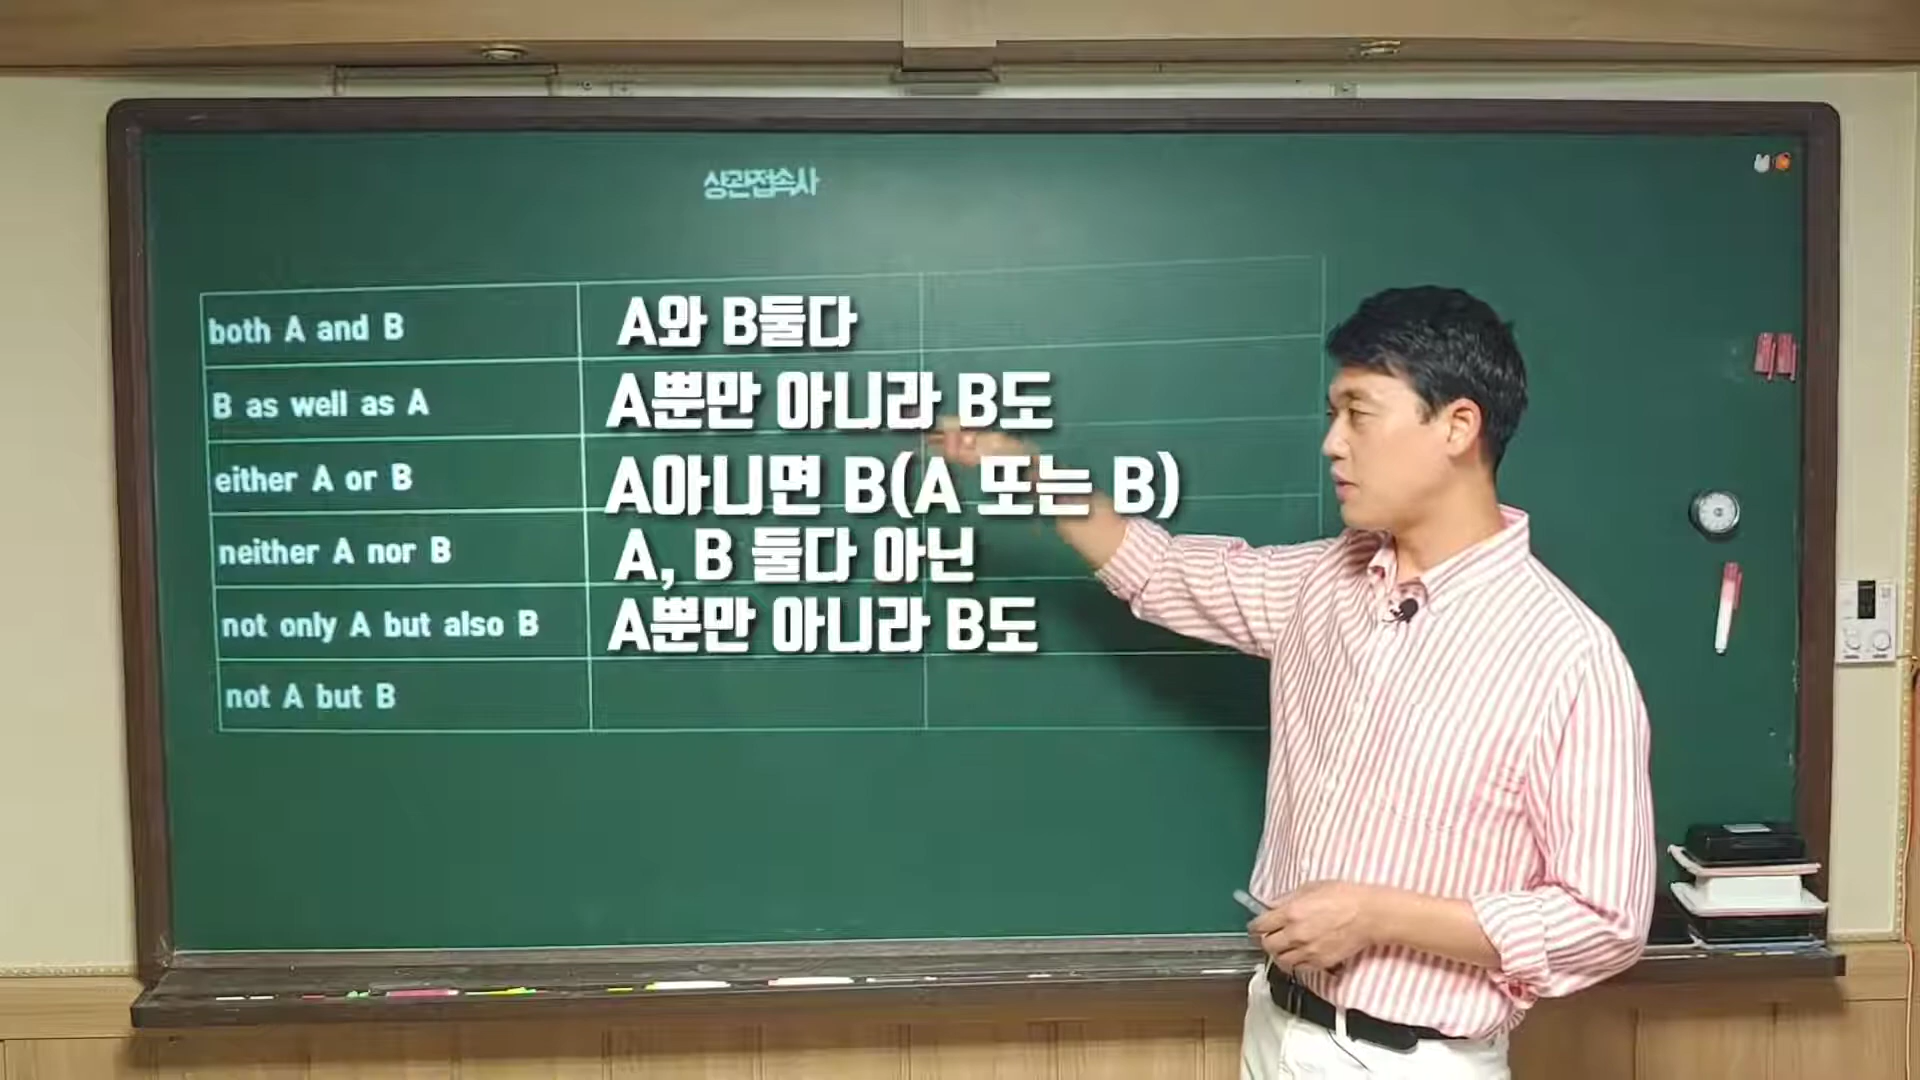 상관접속사
both A and B A와 B둘다
B as well as A A뿐만 아니라 B도
either A or B A아니면 B(A 또는 B)
neither A nor B A, B 둘다 아닌
not only A but also B A뿐만 아니라 B도
not A but B